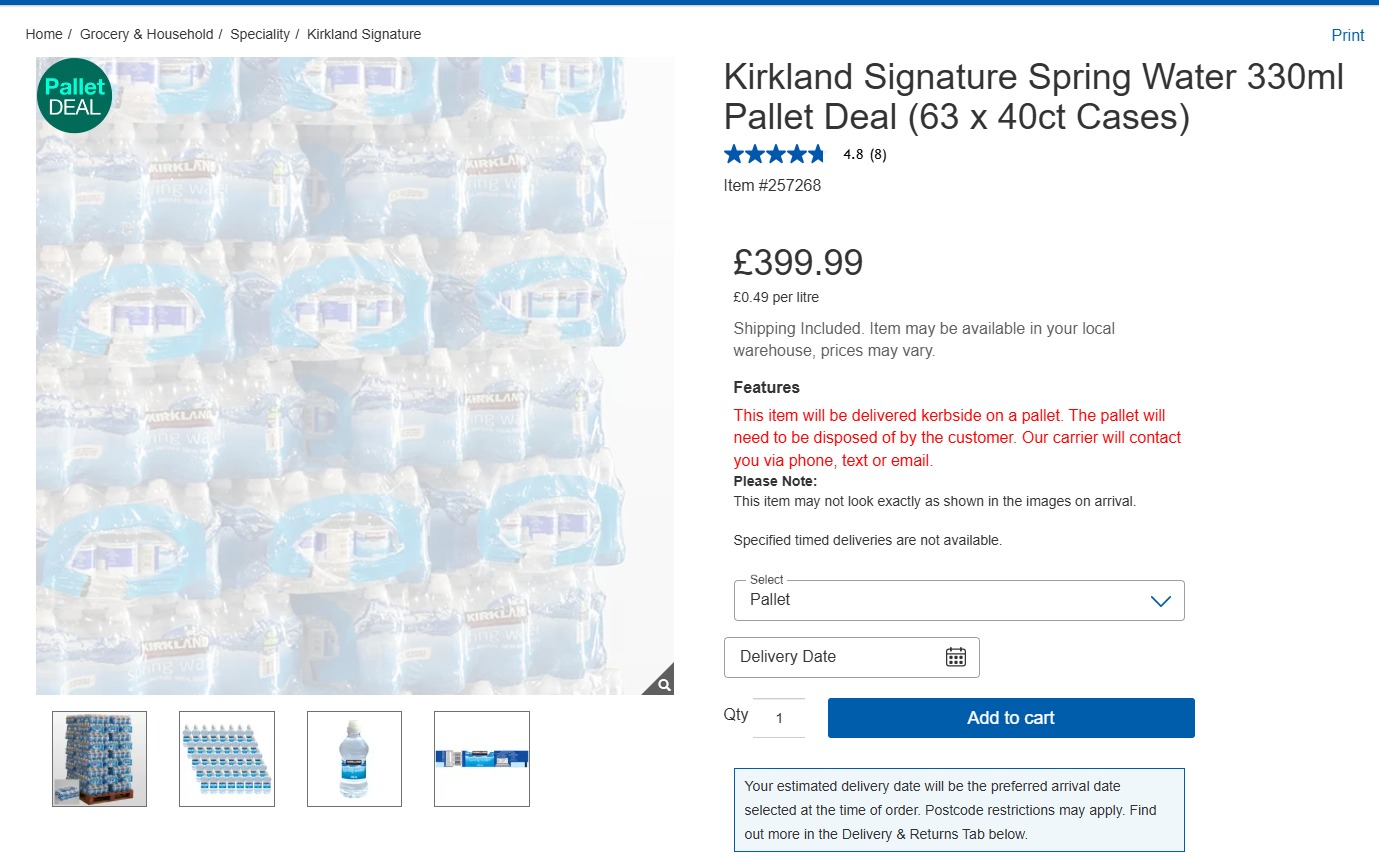 Home / Grocery & Household / Speciality / Kirkland Signature
Print
Pallet
DEAL
KIRKLAND
KIRKLAND
spring water
KIRKLAND
KIRKLAND
KIRKLAND
KIRKLAND
Kirkland Signature Spring Water 330ml
Pallet Deal (63 x 40ct Cases)
4.8 (8)
Item #257268
£399.99
£0.49 per litre
Shipping Included. Item may be available in your local
warehouse, prices may vary.
Features
This item will be delivered kerbside on a pallet. The pallet will
need to be disposed of by the customer. Our carrier will contact
you via phone, text or email.
Please Note:
This item may not look exactly as shown in the images on arrival.
Specified timed deliveries are not available.
Select
Pallet
Delivery Date
Qty
1
Add to cart
Your estimated delivery date will be the preferred arrival date
selected at the time of order. Postcode restrictions may apply. Find
out more in the Delivery & Returns Tab below.